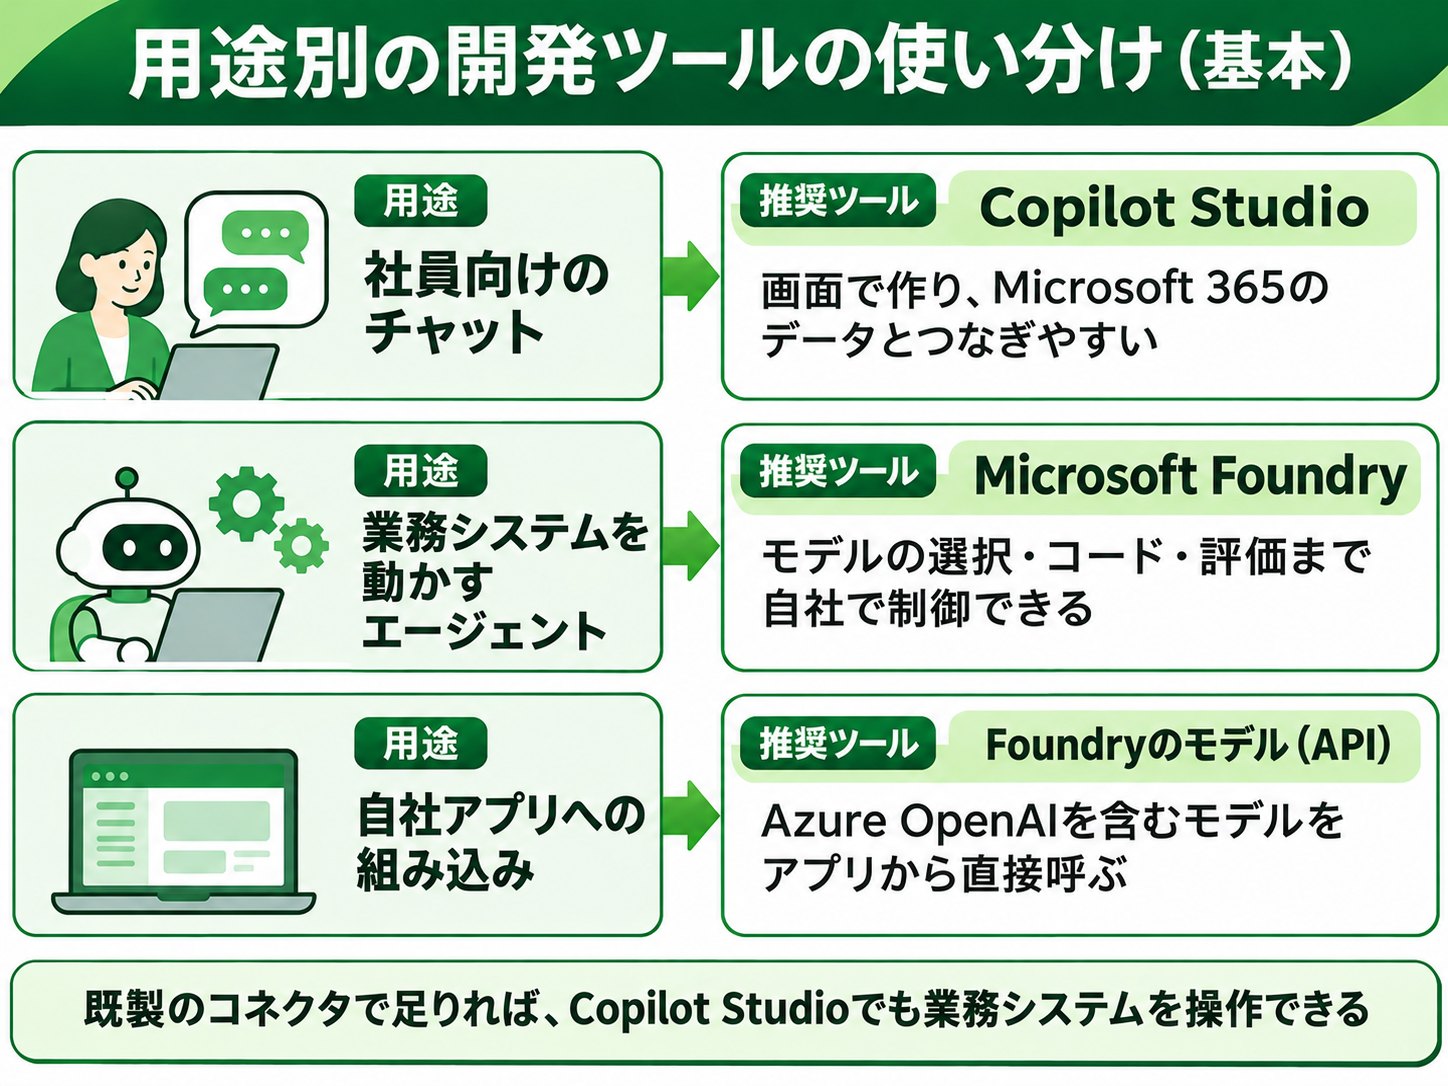 用途別の開発ツールの使い分け（基本）
用途
社員向けの
チャット
推奨ツール
Copilot Studio
画面で作り、Microsoft 365の
データとつなぎやすい
用途
業務システムを
動かす
エージェント
推奨ツール
Microsoft Foundry
モデルの選択・コード・評価まで
自社で制御できる
用途
自社アプリへの
組み込み
推奨ツール
Foundryのモデル（API）
Azure OpenAIを含むモデルを
アプリから直接呼ぶ
既製のコネクタで足りれば、Copilot Studioでも業務システムを操作できる